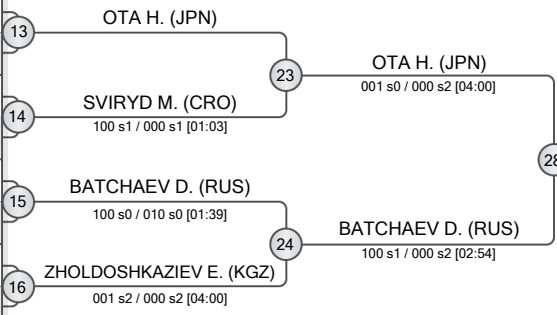 OTA H. (JPN)
13
23
OTA H. (JPN)
001 s0 / 000 s2 [04:00]
SVIRYD M. (CRO)
14
100 s1 / 000 s1 [01:03]
28
BATCHAEV D. (RUS)
15
100 s0 / 010 s0 [01:39]
24
BATCHAEV D. (RUS)
100 s1 / 000 s2 [02:54]
ZHOLDOSHKAZIEV E. (KGZ)
16
001 s2 / 000 s2 [04:00]